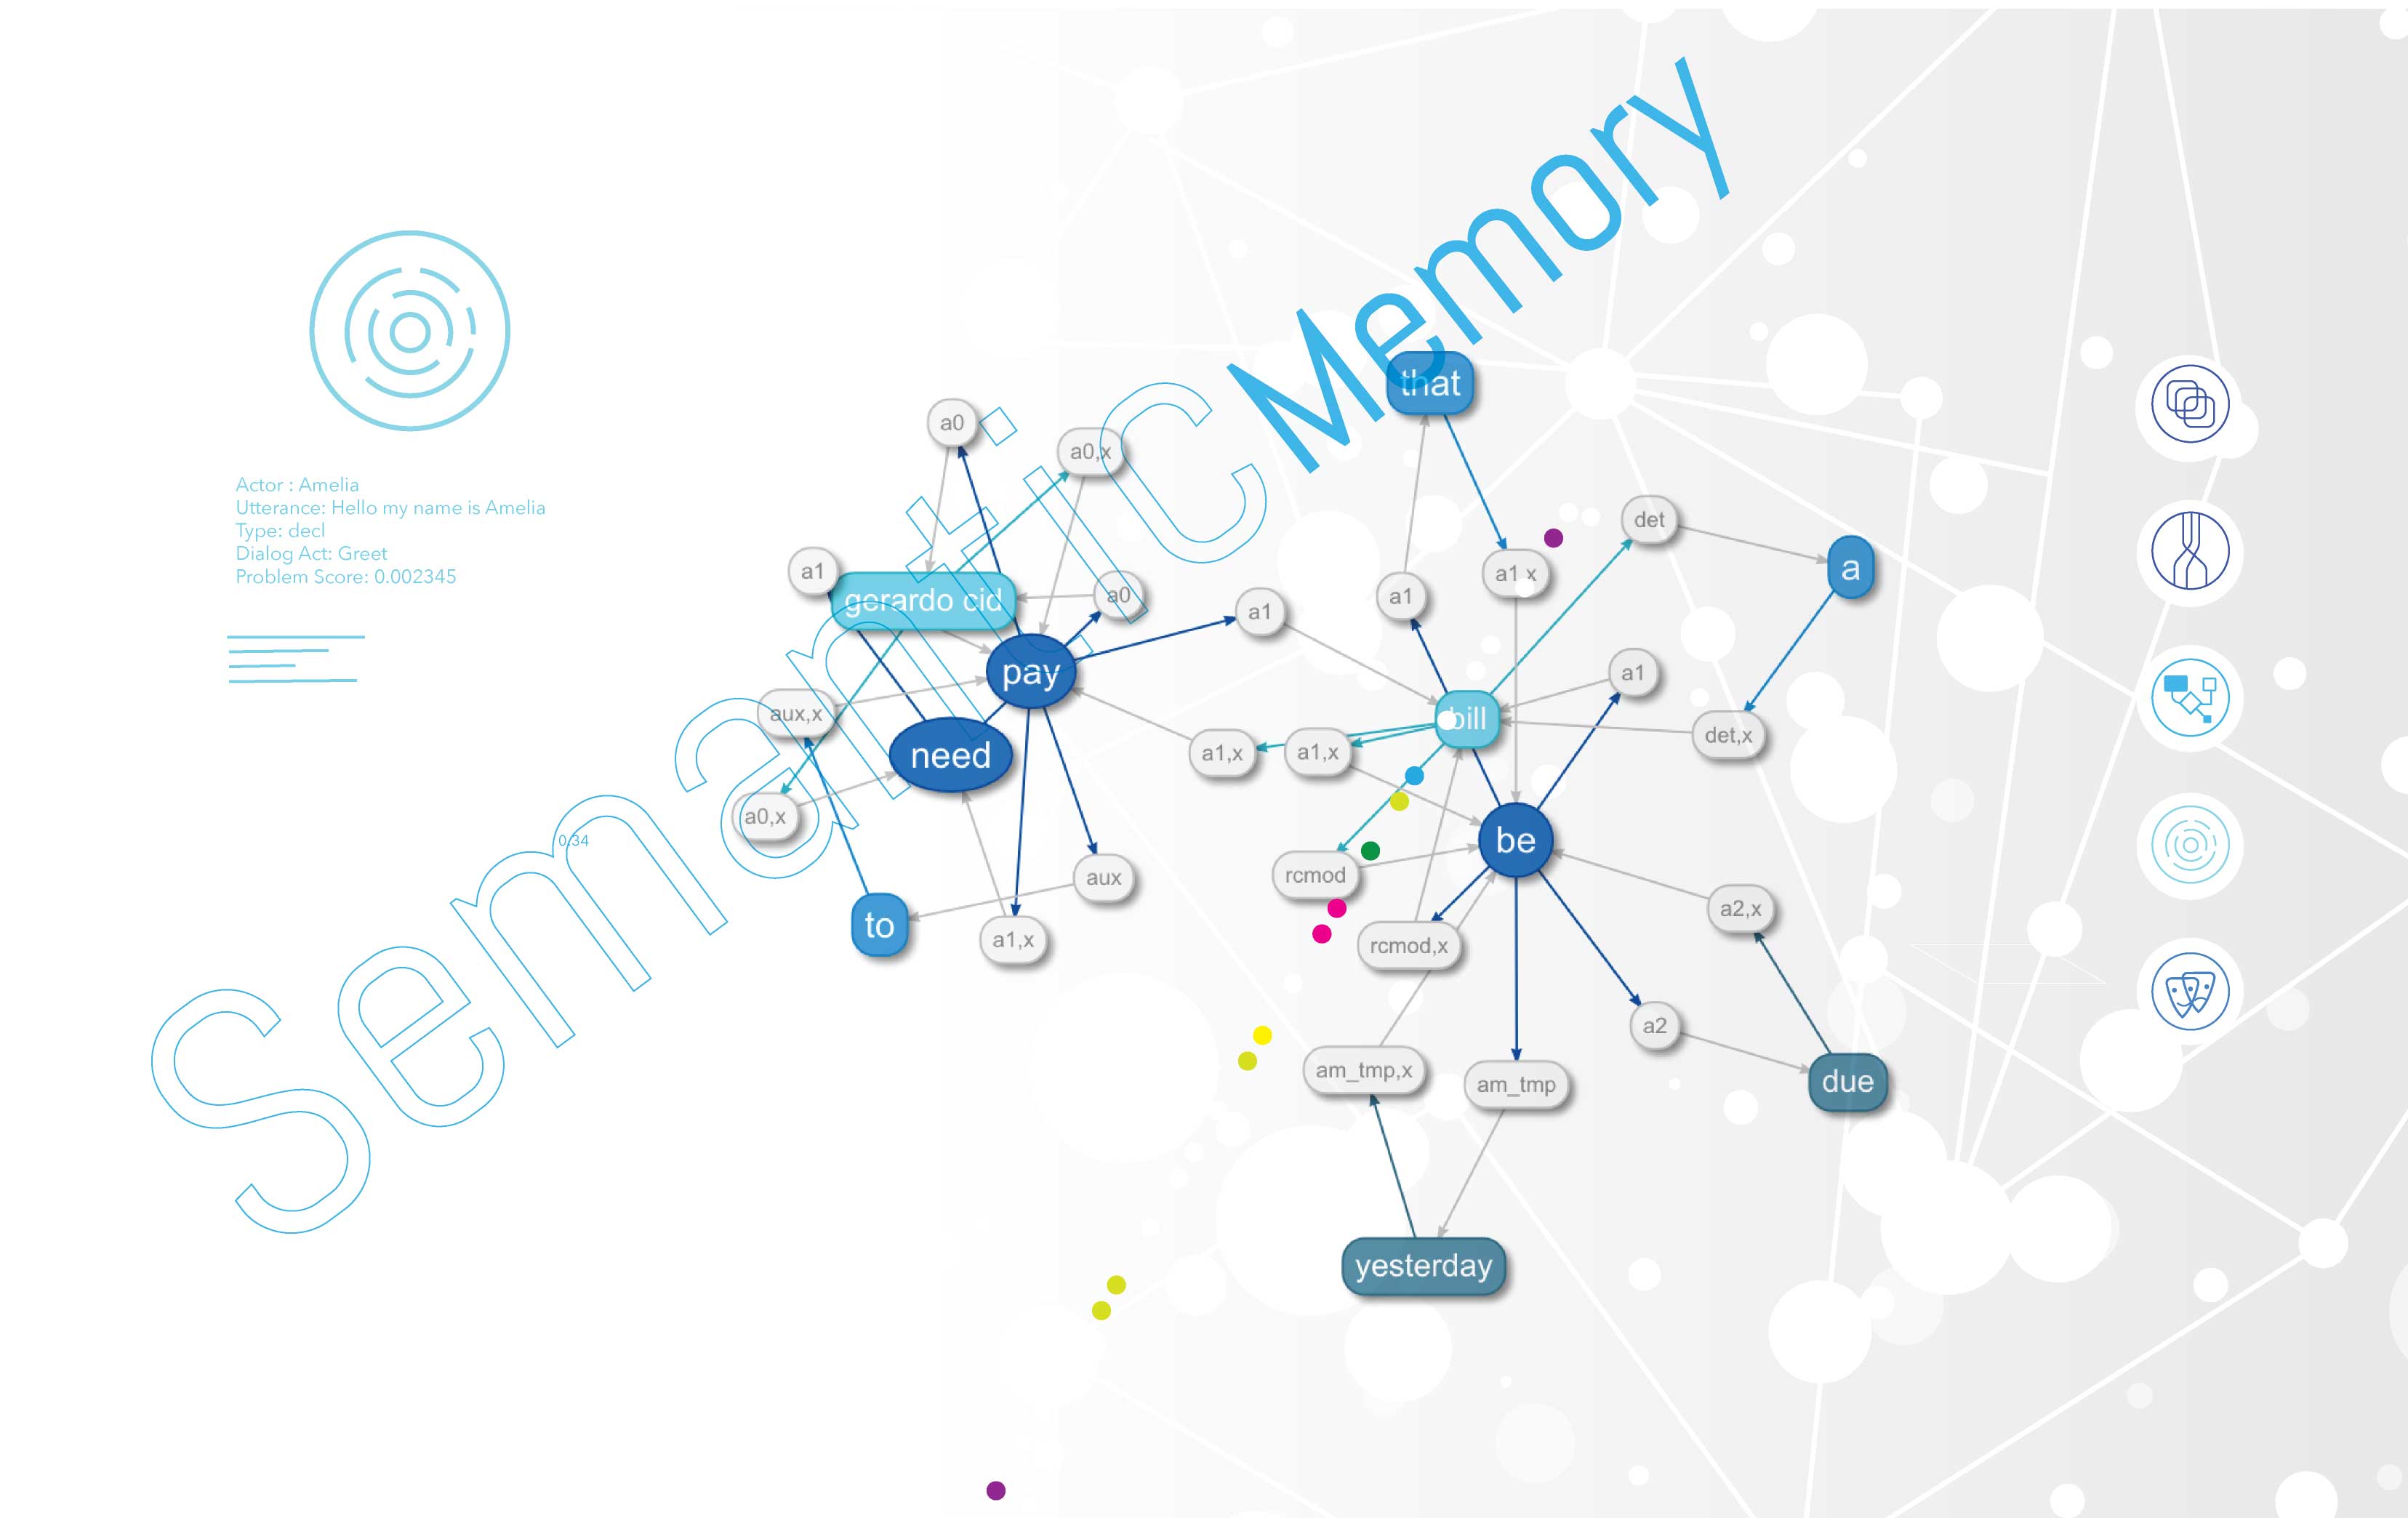 Semantic Memory
Actor : Amelia
Utterance: Hello my name is Amelia
Type: decl
Dialog Act: Greet
Problem Score: 0.002345
that
a0
a0,x
det
a
a1
gerardo cid
a0
a1
a1
a1,x
pay
a1
aux,x
bill
det,x
need
a1,x
a1,x
a0,x
0.34
be
rcmod
aux
a2,x
to
a1,x
rcmod,x
a2
am_tmp,x
am_tmp
due
yesterday